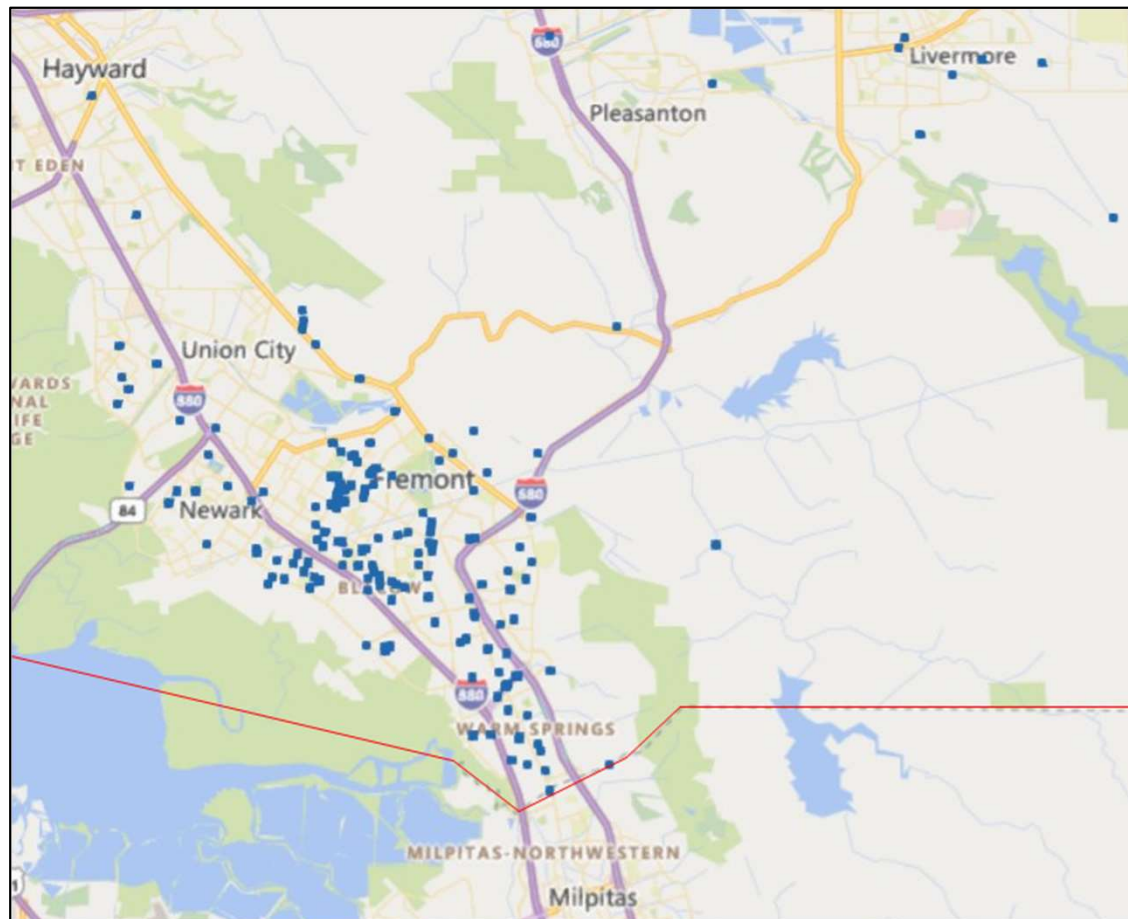 680
Livermore
Hayward
Pleasanton
T EDEN
Union City
WARDS
NAL
IFE
GE
880
Fremont
680
84
Newark
880
WARM SPRINGS
MILPITAS-NORTHWESTERN
Milpitas